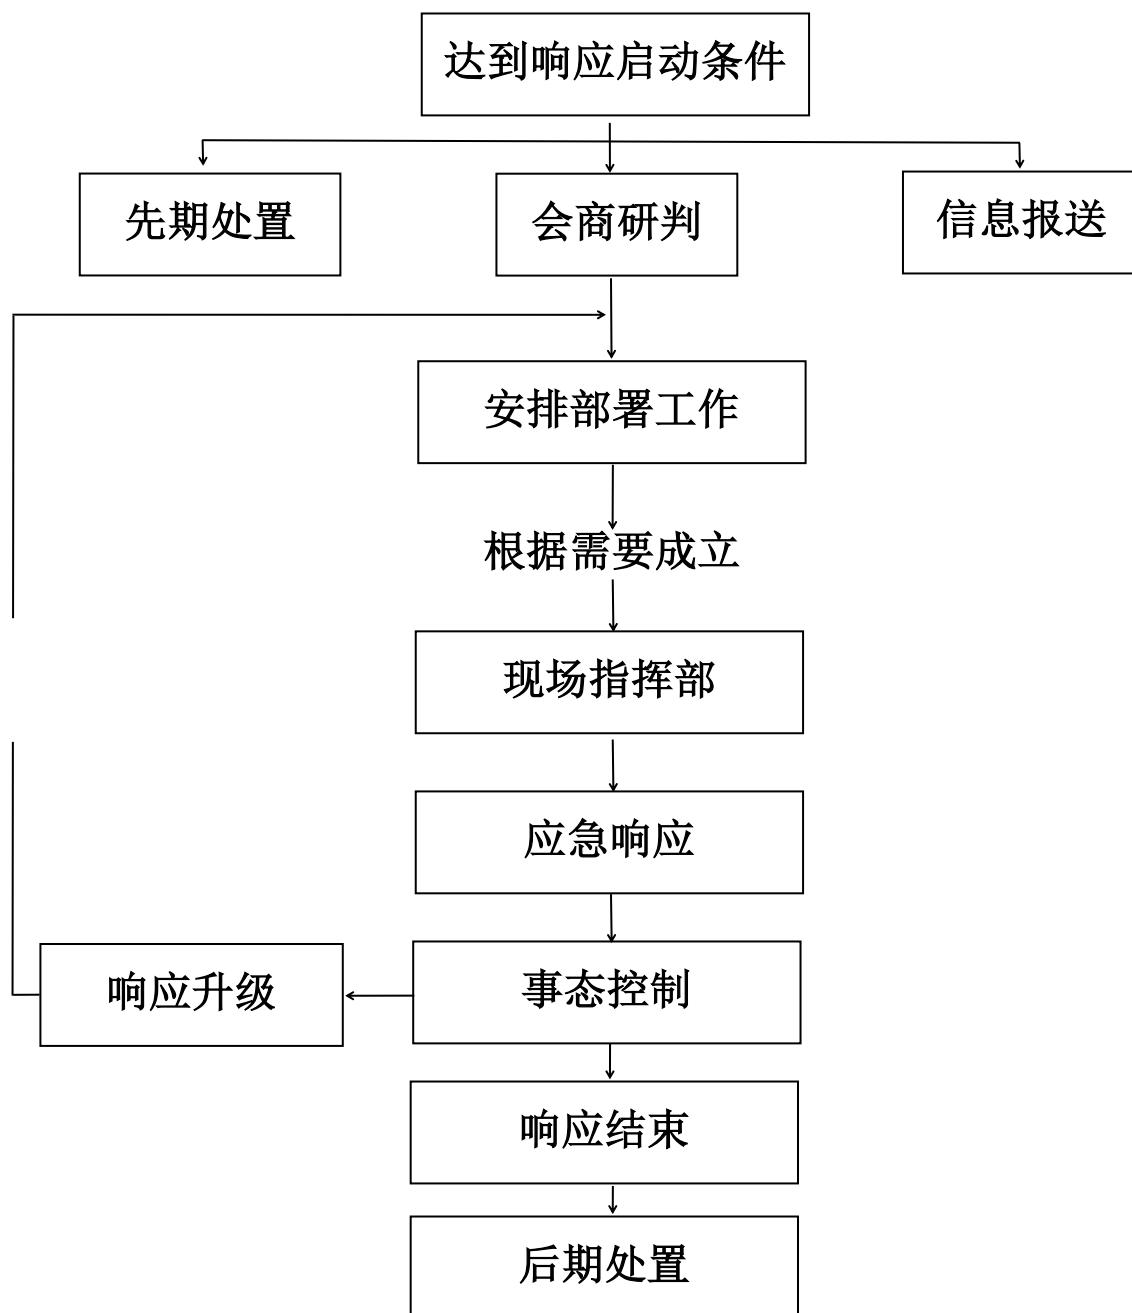 达到响应启动条件
先期处置
会商研判
信息报送
安排部署工作
根据需要成立
现场指挥部
应急响应
响应升级
事态控制
响应结束
后期处置